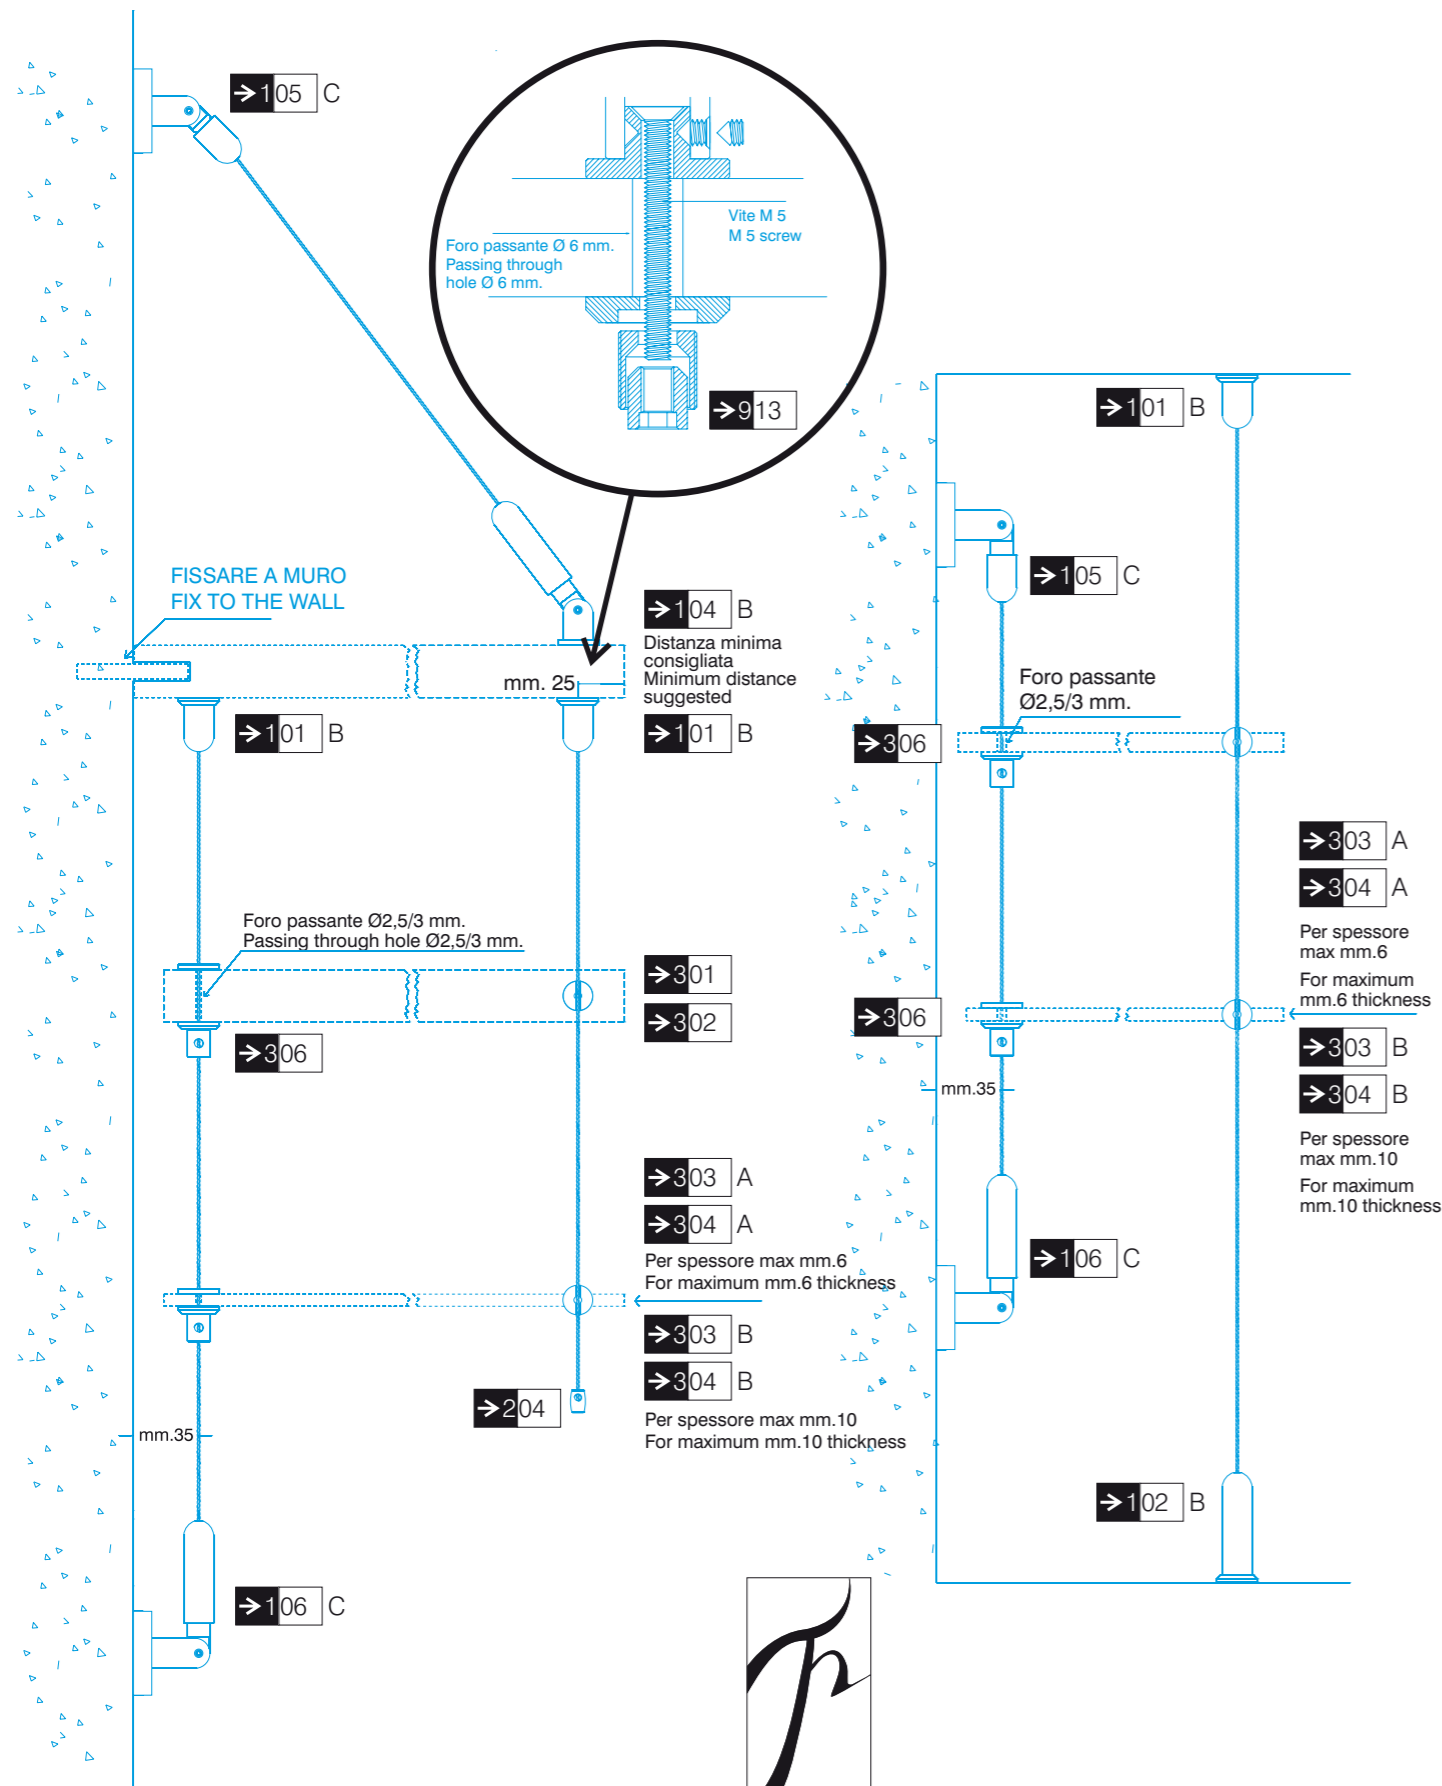 →105 C
Vite M 5
M 5 screw
Foro passante Ø 6 mm.
Passing through
hole Ø 6 mm.
→913
FISSARE A MURO
FIX TO THE WALL
→104 B
Distanza minima
consigliata
Minimum distance
suggested
mm. 25
→101 B
→101 B
Foro passante Ø2,5/3 mm.
Passing through hole Ø2,5/3 mm.
→301
→302
→306
→303 A
→304 A
Per spessore max mm.6
For maximum mm.6 thickness
→303 B
→304 B
Per spessore max mm.10
For maximum mm.10 thickness
→204
mm.35
→106 C
→101 B
→105 C
Foro passante
Ø2,5/3 mm.
→306
→303 A
→304 A
Per spessore
max mm.6
For maximum
mm.6 thickness
→306
→303 B
→304 B
mm.35
Per spessore
max mm.10
For maximum
mm.10 thickness
→106 C
→102 B